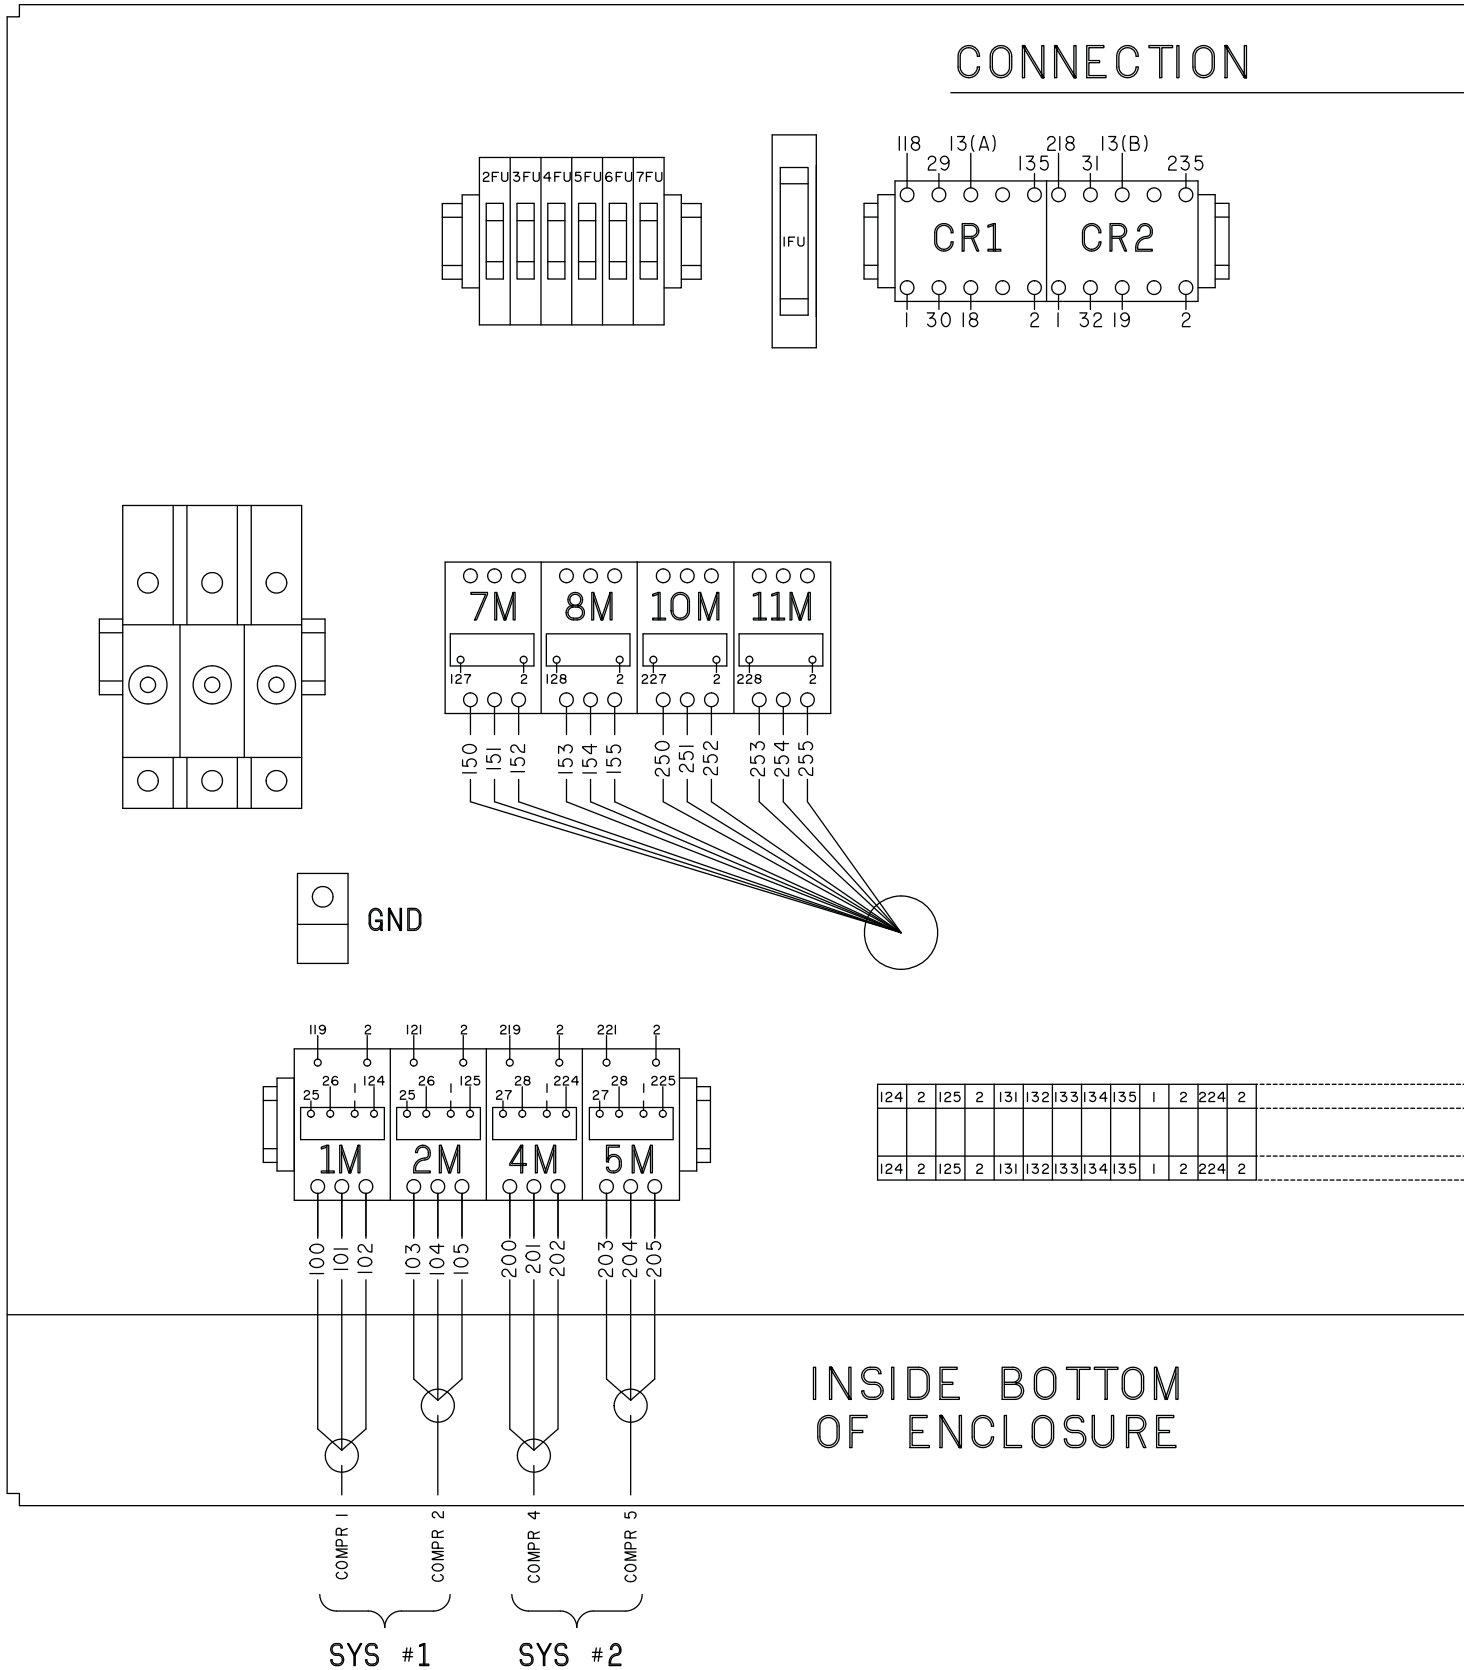 CONNECTION
118 13(A) 218 13(B)
29 135 31 235
2FU 3FU 4FU 5FU 6FU 7FU
1FU
CR1 CR2
1 30 18 2 1 32 19 2
7M 8M 10M 11M
127 2 128 2 227 2 228 2
150 151 152 153 154 155 250 251 252 253 254 255
GND
119 2 121 2 219 2 221 2
26 1 124 26 1 125 28 1 224 28 1 225
25 25 27 27
124 2 125 2 131 132 133 134 135 1 2 224 2
1M 2M 4M 5M
124 2 125 2 131 132 133 134 135 1 2 224 2
100 101 102 103 104 105 200 201 202 203 204 205
INSIDE BOTTOM
OF ENCLOSURE
COMPR 1 COMPR 2 COMPR 4 COMPR 5
SYS #1 SYS #2